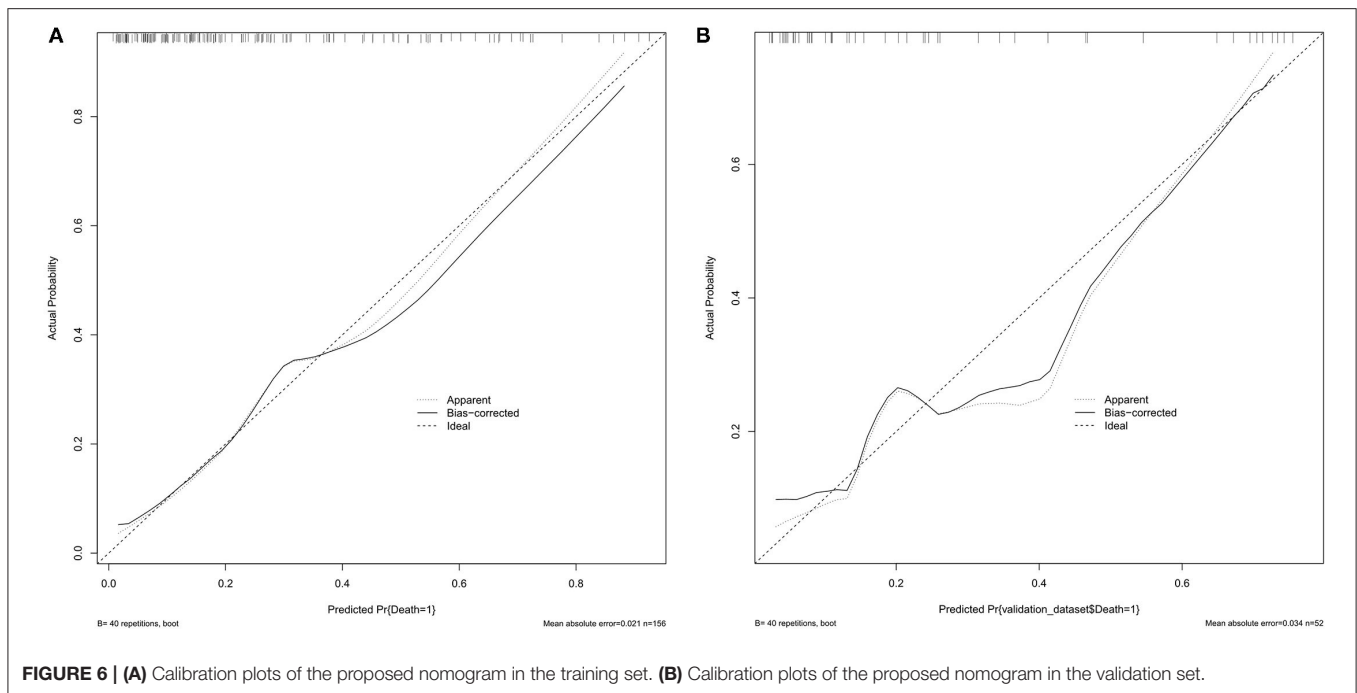 A
0.8
0.6
0.4
0.2
0.0
Actual Probability
Apparent
Bias−corrected
Ideal
0.0 0.2 0.4 0.6 0.8
Predicted Pr{Death=1}
B= 40 repetitions, boot
Mean absolute error=0.021 n=156
B
0.6
0.4
0.2
Actual Probability
Apparent
Bias−corrected
Ideal
0.2 0.4 0.6
Predicted Pr{validation_dataset$Death=1}
B= 40 repetitions, boot
Mean absolute error=0.034 n=52
FIGURE 6 | (A) Calibration plots of the proposed nomogram in the training set. (B) Calibration plots of the proposed nomogram in the validation set.